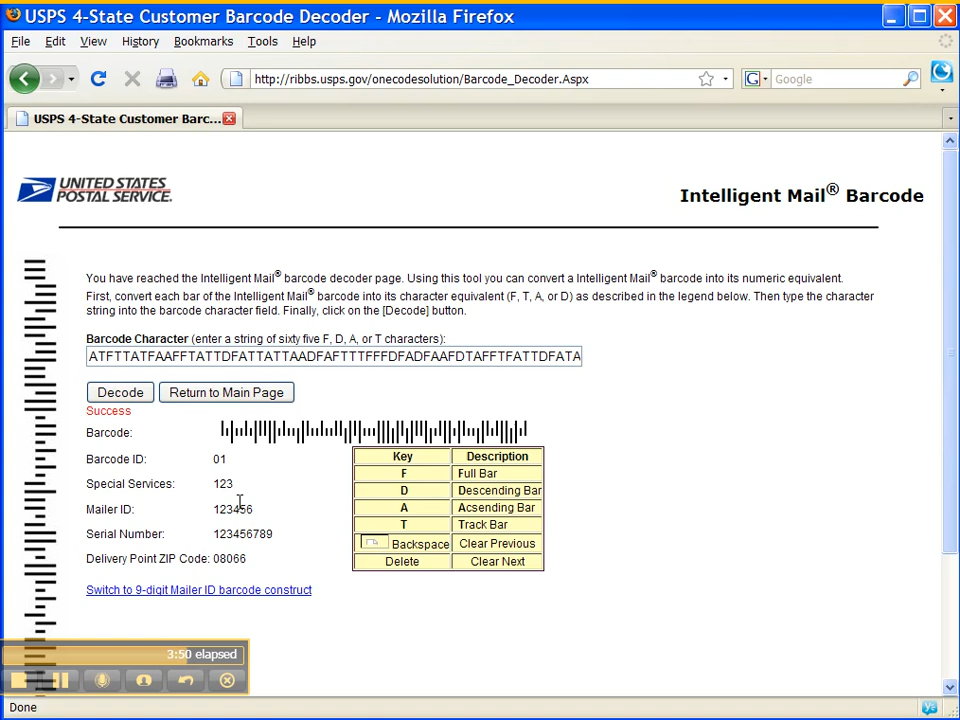 USPS 4-State Customer Barcode Decoder - Mozilla Firefox
File Edit View History Bookmarks Tools Help
http://ribbs.usps.gov/onecodesolution/Barcode_Decoder.Aspx
G Google
USPS 4-State Customer Barc...
UNITED STATES
POSTAL SERVICE.
Intelligent Mail® Barcode
You have reached the Intelligent Mail® barcode decoder page. Using this tool you can convert a Intelligent Mail® barcode into its numeric equivalent.
First, convert each bar of the Intelligent Mail® barcode into its character equivalent (F, T, A, or D) as described in the legend below. Then type the character
string into the barcode character field. Finally, click on the [Decode] button.
Barcode Character (enter a string of sixty five F, D, A, or T characters):
ATFTTATFAAFFTATTDFATTATTAADFAFTTTFFFDFADFAAFDTAFFTFATTDFATA
Decode Return to Main Page
Success
Barcode:
Barcode ID: 01
Special Services: 123
Mailer ID: 123456
Serial Number: 123456789
Delivery Point ZIP Code: 08066
Key Description
F Full Bar
D Descending Bar
A Acsending Bar
T Track Bar
Backspace Clear Previous
Delete Clear Next
Switch to 9-digit Mailer ID barcode construct
3:50 elapsed
Done